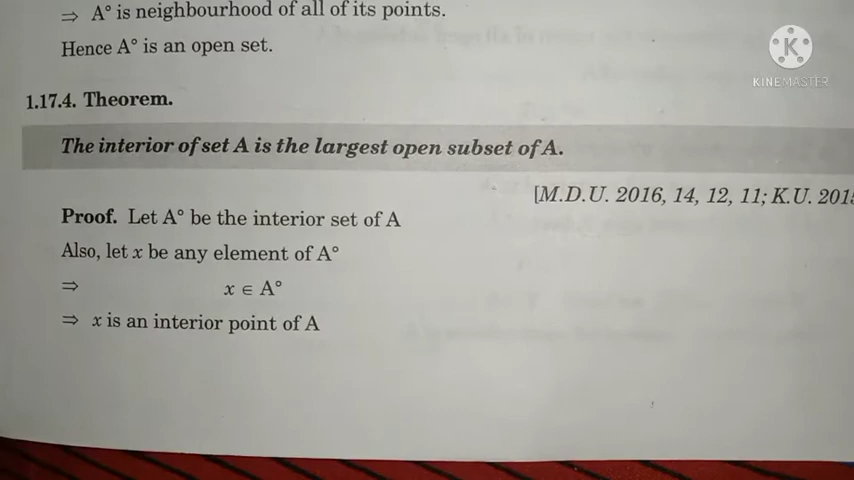 ⇒ A° is neighbourhood of all of its points.
Hence A° is an open set.
K
KINEMASTER
1.17.4. Theorem.
The interior of set A is the largest open subset of A.
[M.D.U. 2016, 14, 12, 11; K.U. 201
Proof. Let A° be the interior set of A
Also, let x be any element of A°
⇒ x ∈ A°
⇒ x is an interior point of A